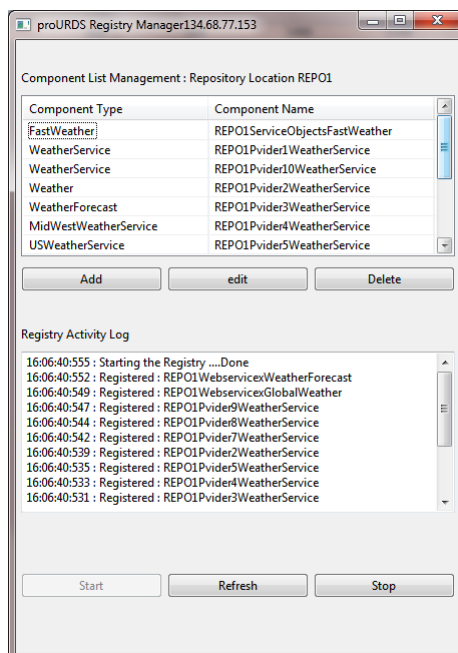 proURDS Registry Manager134.68.77.153
Component List Management : Repository Location REPO1
Component Type Component Name
FastWeather REPO1ServiceObjectsFastWeather
WeatherService REPO1Pvider1WeatherService
WeatherService REPO1Pvider10WeatherService
Weather REPO1Pvider2WeatherService
WeatherForecast REPO1Pvider3WeatherService
MidWestWeatherService REPO1Pvider4WeatherService
USWeatherService REPO1Pvider5WeatherService
Add edit Delete
Registry Activity Log
16:06:40:555 : Starting the Registry ....Done
16:06:40:552 : Registered : REPO1WebservicexWeatherForecast
16:06:40:549 : Registered : REPO1WebservicexGlobalWeather
16:06:40:547 : Registered : REPO1Pvider9WeatherService
16:06:40:544 : Registered : REPO1Pvider8WeatherService
16:06:40:542 : Registered : REPO1Pvider7WeatherService
16:06:40:539 : Registered : REPO1Pvider2WeatherService
16:06:40:535 : Registered : REPO1Pvider5WeatherService
16:06:40:533 : Registered : REPO1Pvider4WeatherService
16:06:40:531 : Registered : REPO1Pvider3WeatherService
Start Refresh Stop